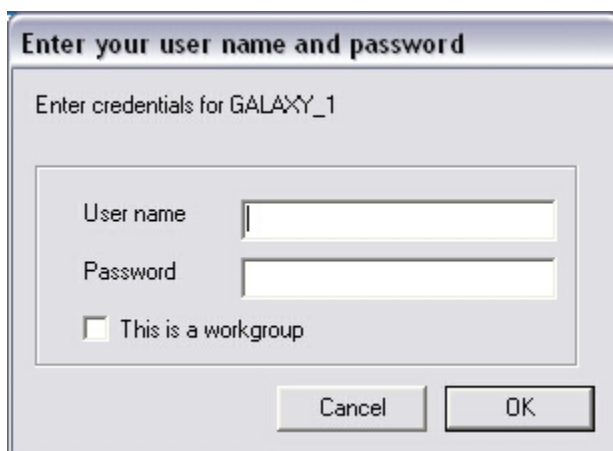 Enter your user name and password
Enter credentials for GALAXY_1
User name
Password
This is a workgroup
Cancel OK